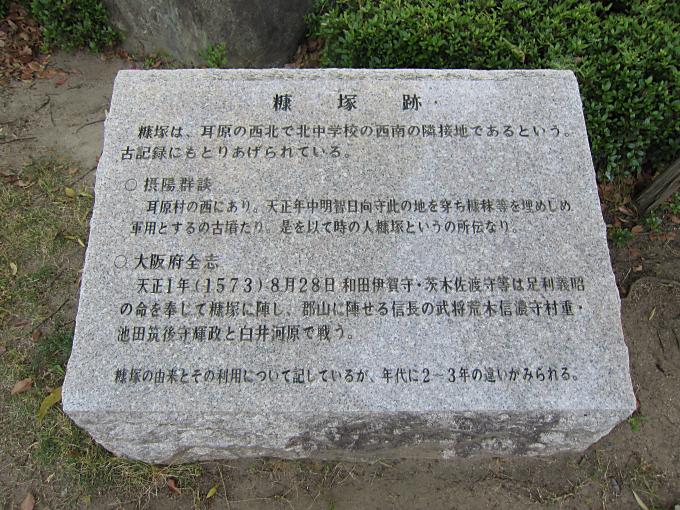 糠塚跡
糠塚は、耳原の西北で北中学校の西南の隣接地であるという。
古記録にもとりあげられている。
○ 摂陽群談
耳原村の西にあり。天正年中明智日向守此の地を穿ち糠秣等を埋めしめ
軍用とするの古墳たり。是を以て時の人糠塚というの所伝なり。
○ 大阪府全志
天正1年(1573)8月28日 和田伊賀守・茨木佐渡守等は足利義昭
の命を奉じて糠塚に陣し、郡山に陣せる信長の武将荒木信濃守村重・
池田筑後守輝政と白井河原で戦う。
糠塚の由来とその利用について記しているが、年代に2～3年の違いがみられる。